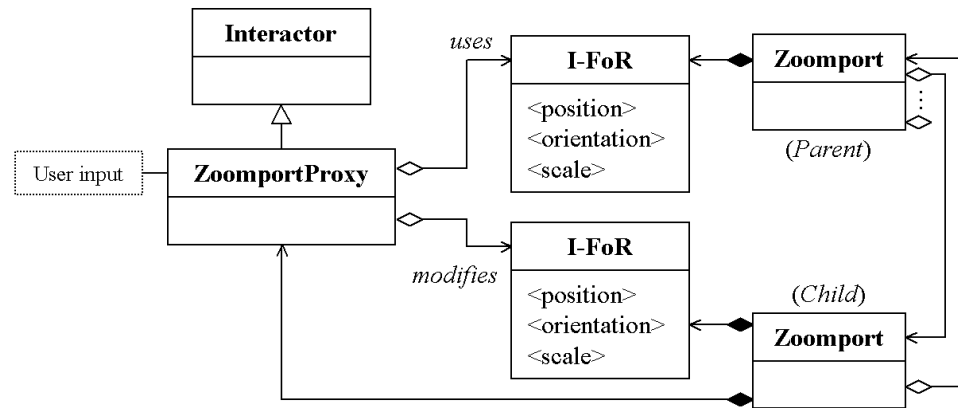 Interactor
uses
I-FoR
<position>
<orientation>
<scale>
Zoomport
(Parent)
User input
ZoomportProxy
modifies
I-FoR
<position>
<orientation>
<scale>
(Child)
Zoomport